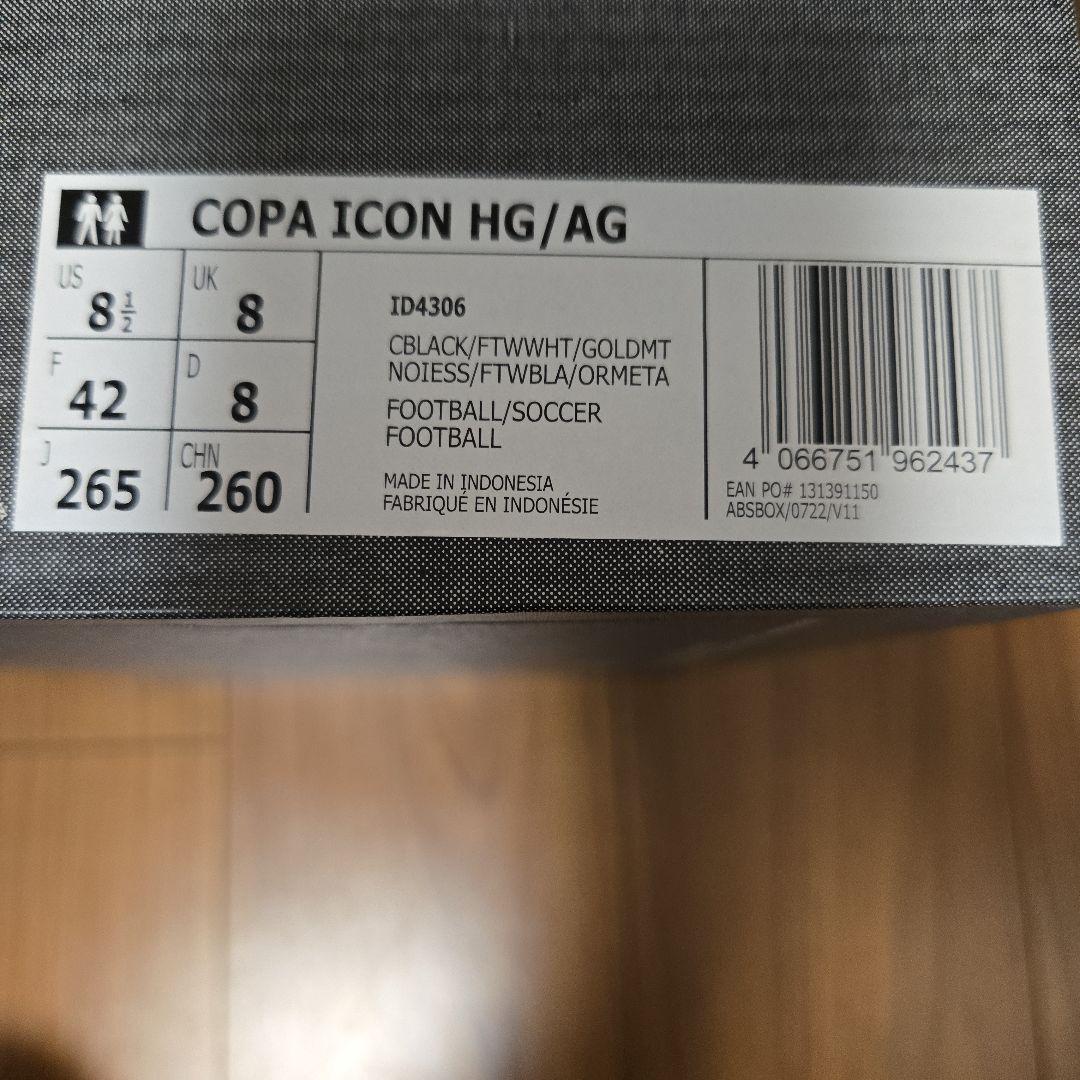 COPA ICON HG/AG
US 8 1/2
UK 8
F 42
D 8
J 265
CHN 260
ID4306
CBLACK/FTWWHT/GOLDMT
NOIESS/FTWBLA/ORMETA
FOOTBALL/SOCCER
FOOTBALL
MADE IN INDONESIA
FABRIQUÉ EN INDONÉSIE
4 066751 962437
EAN PO# 131391150
ABSBOX/0722/V11